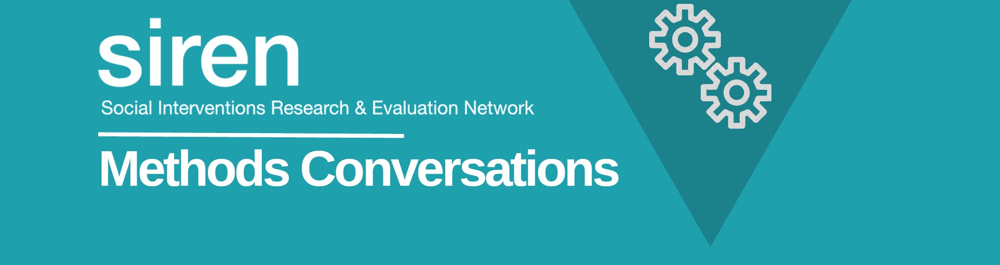 siren
Social Interventions Research & Evaluation Network
Methods Conversations